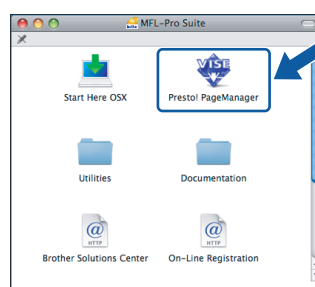 MFL-Pro Suite
VISE
Start Here OSX
Presto! PageManager
Utilities
Documentation
@
HTTP
@
HTTP
Brother Solutions Center
On-Line Registration